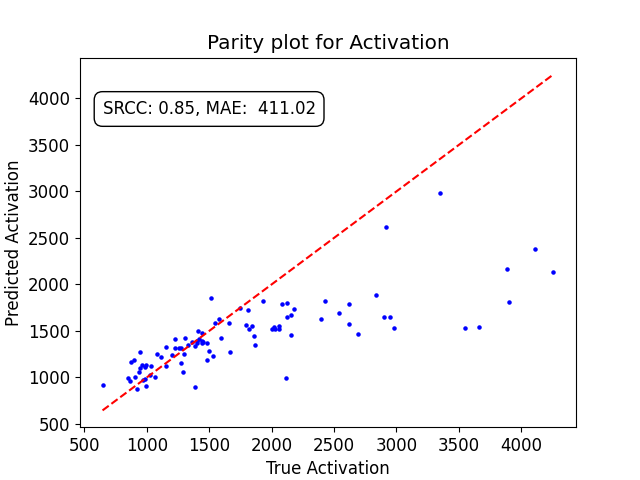 Parity plot for Activation
SRCC: 0.85, MAE:  411.02
Predicted Activation
4000
3500
3000
2500
2000
1500
1000
500
500 1000 1500 2000 2500 3000 3500 4000
True Activation